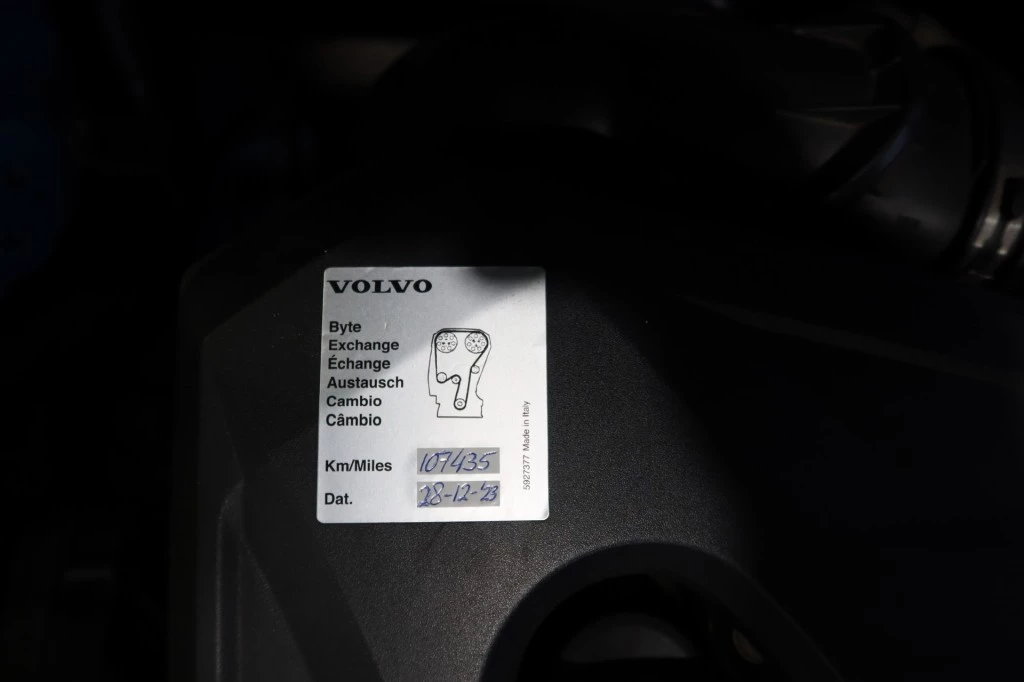 VOLVO
Byte
Exchange
Échange
Austausch
Cambio
Câmbio
Km/Miles 107435
Dat. 28-12-'23
5927377 Made in Italy